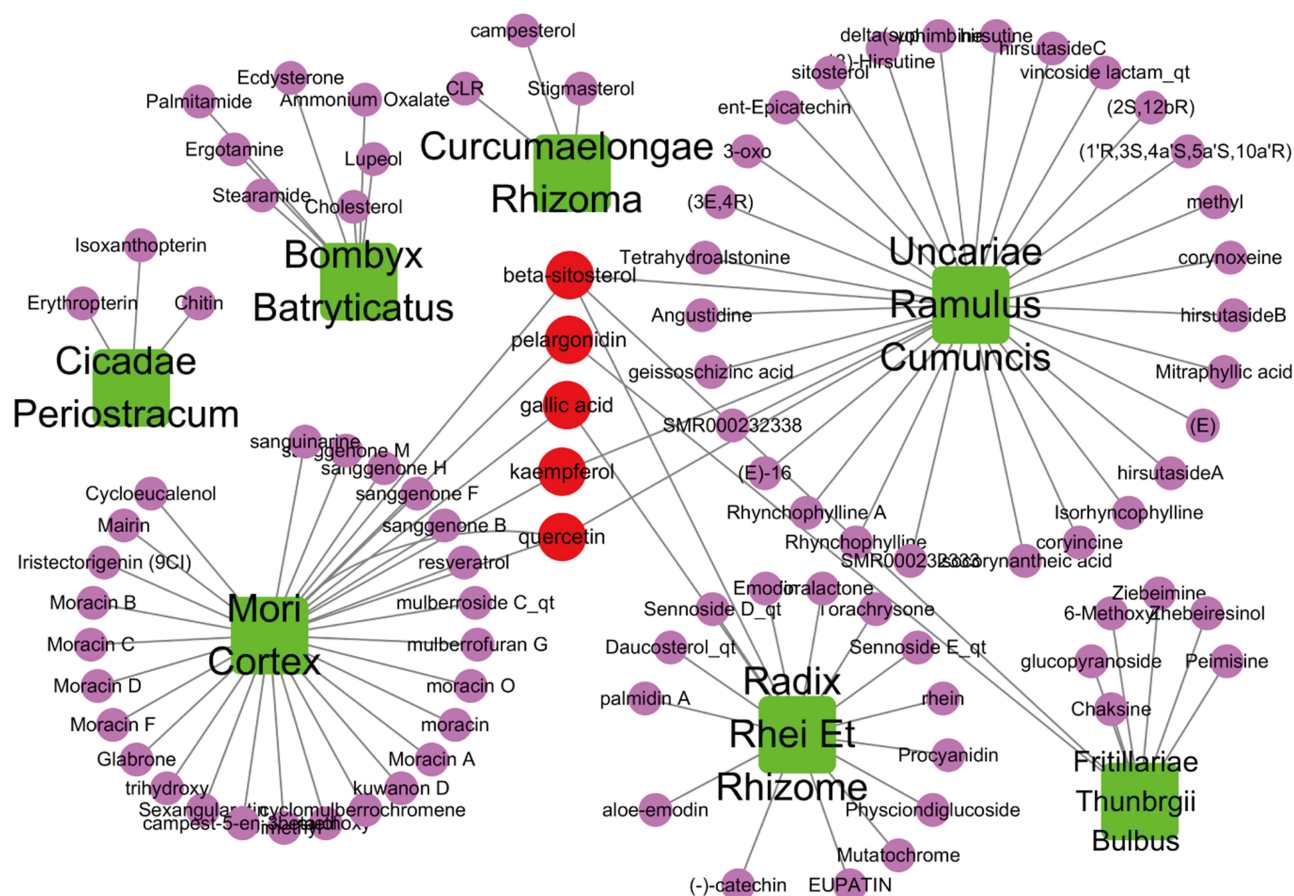 campesterol
CLR
Stigmasterol
Curcumaelongae
Rhizoma
Ecdysterone
Palmitamide
Ammonium Oxalate
Ergotamine
Lupeol
Stearamide
Cholesterol
Bombyx
Batryticatus
Isoxanthopterin
Erythropterin
Chitin
Cicadae
Periostracum
beta-sitosterol
pelargonidin
gallic acid
kaempferol
quercetin
yohimbine
hirsutine
hirsutasideC
sitosterol
vincoside lactam_qt
ent-Epicatechin
(2S,12bR)
3-oxo
(1'R,3S,4a'S,5a'S,10a'R)
(3E,4R)
methyl
Tetrahydroalstonine
corynoxeine
Angustidine
hirsutasideB
geissoschizinc acid
Mitraphyllic acid
SMR000232338
(E)
(E)-16
hirsutasideA
Rhynchophylline A
Isorhyncophylline
Rhynchophylline
coryincine
SMR000232333
Isocorynantheic acid
Uncariae
Ramulus
Cumuncis
sanguinarine
sanggenone M
sanggenone H
sanggenone F
sanggenone B
Cycloeucalenol
Mairin
Iristectorigenin (9CI)
resveratrol
Moracin B
mulberroside C_qt
Moracin C
mulberrofuran G
Moracin D
moracin O
Moracin F
moracin
Glabrone
Moracin A
trihydroxy
kuwanon D
cyclomulberrochromene
Mori
Cortex
Emodin
Toralactone
Torachrysone
Sennoside D_qt
Daucosterol_qt
Sennoside E_qt
palmidin A
rhein
Procyanidin
aloe-emodin
Physciondiglucoside
Mutatochrome
(-)-catechin
EUPATIN
Radix
Rhei Et
Rhizome
Ziebeimine
6-Methoxyl
Zhebeiresinol
glucopyranoside
Peimisine
Chaksine
Fritillariae
Thunbrgii
Bulbus